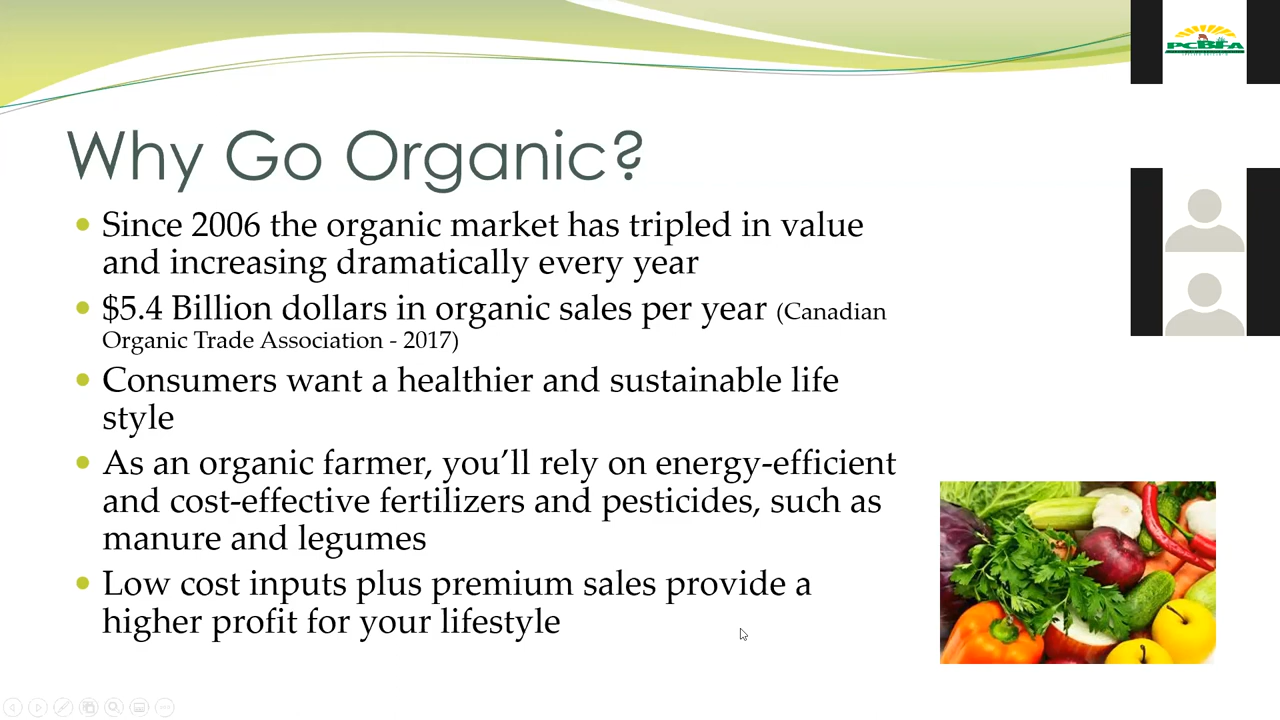 PCBFA
Why Go Organic?
Since 2006 the organic market has tripled in value
and increasing dramatically every year
$5.4 Billion dollars in organic sales per year (Canadian
Organic Trade Association - 2017)
Consumers want a healthier and sustainable life
style
As an organic farmer, you’ll rely on energy-efficient
and cost-effective fertilizers and pesticides, such as
manure and legumes
Low cost inputs plus premium sales provide a
higher profit for your lifestyle